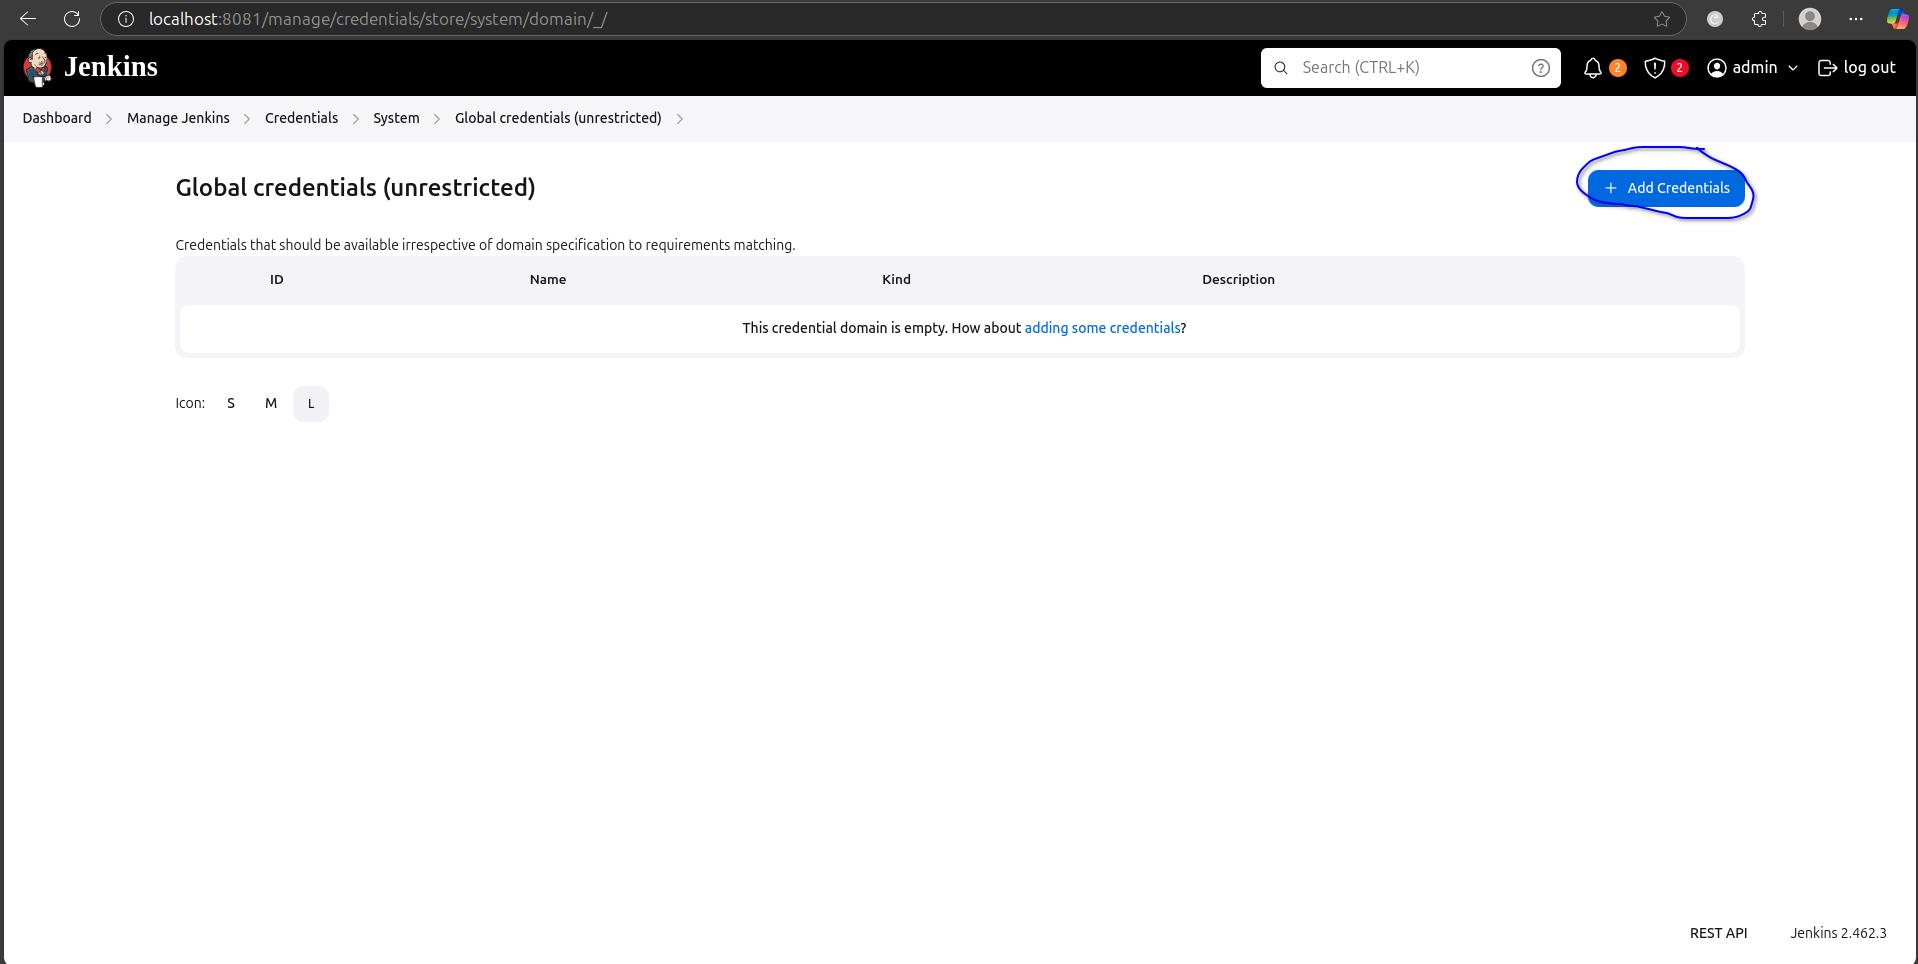 localhost:8081/manage/credentials/store/system/domain/_/
Jenkins
Search (CTRL+K)
2
2
admin
log out
Dashboard
Manage Jenkins
Credentials
System
Global credentials (unrestricted)
Global credentials (unrestricted)
+ Add Credentials
Credentials that should be available irrespective of domain specification to requirements matching.
ID Name Kind Description
This credential domain is empty. How about adding some credentials?
Icon: S M L
REST API Jenkins 2.462.3